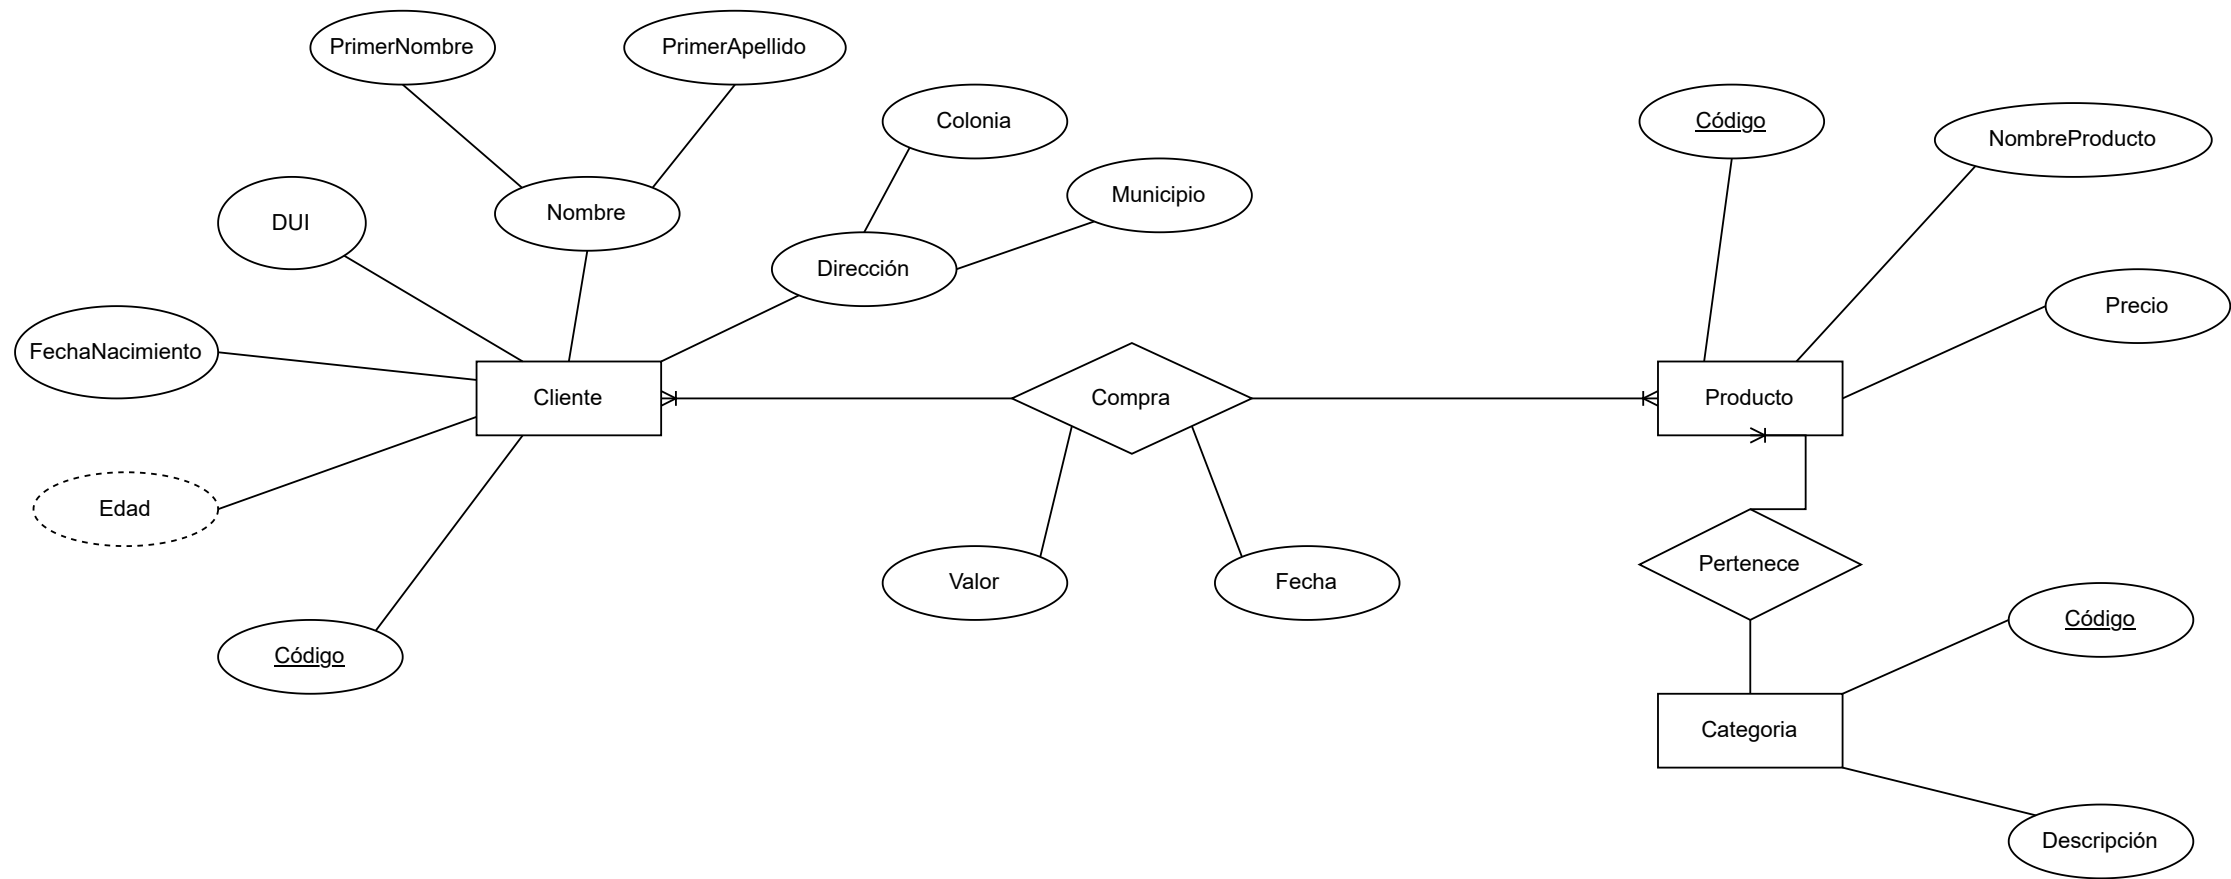 PrimerNombre
PrimerApellido
Colonia
Código
NombreProducto
Municipio
DUI
Nombre
Dirección
Precio
FechaNacimiento
Cliente
Compra
Producto
Edad
Pertenece
Valor
Fecha
Código
Código
Categoria
Descripción